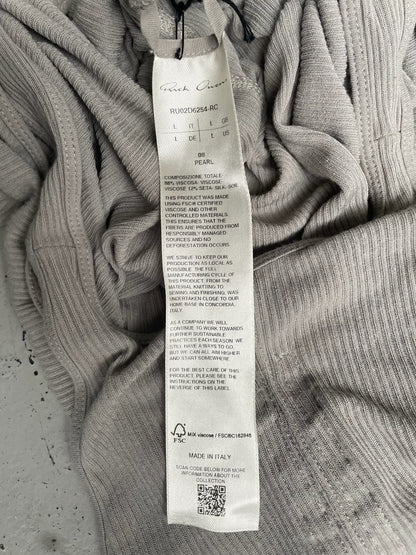 Rick Owens
RU02D6254-RC
L IT L GB
L DE L US
08
PEARL
COMPOSIZIONE TOTALE:
88% VISCOSA- VISCOSE-
VISCOSE 12% SETA- SILK- SOIE
THIS PRODUCT WAS MADE
USING FSC® CERTIFIED
VISCOSE AND OTHER
CONTROLLED MATERIALS.
THIS ENSURES THAT THE
FIBERS ARE PRODUCED FROM
RESPONSIBLY MANAGED
SOURCES AND NO
DEFORESTATION OCCURS
WE STRIVE TO KEEP OUR
PRODUCTION AS LOCAL AS
POSSIBLE. THE FULL
MANUFACTURING CYCLE OF
THIS PRODUCT, FROM THE
MATERIAL KNITTING TO
SEWING AND FINISHING, WAS
UNDERTAKEN CLOSE TO OUR
HOME BASE IN CONCORDIA,
ITALY
AS A COMPANY WE WILL
CONTINUE TO WORK TOWARDS
FURTHER SUSTAINABLE
PRACTICES EACH SEASON. WE
STILL HAVE A WAYS TO GO,
BUT WE CAN ALL AIM HIGHER
AND START SOMEWHERE
FOR THE BEST CARE OF THIS
PRODUCT, PLEASE SEE THE
REVERSE OF THIS LABEL.
FSC
MIX viscose / FSC®C182848
MADE IN ITALY
SCAN CODE BELOW FOR MORE
INFORMATION ABOUT THE
COLLECTION